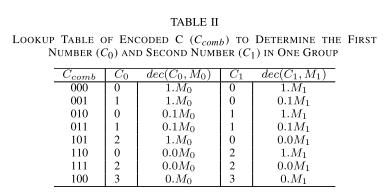 TABLE II
LOOKUP TABLE OF ENCODED C (C_comb) TO DETERMINE THE FIRST
NUMBER (C_0) AND SECOND NUMBER (C_1) IN ONE GROUP
C_comb C_0 dec(C_0, M_0) C_1 dec(C_1, M_1)
000 0 1.M_0 0 1.M_1
001 1 1.M_0 0 0.1M_1
010 0 0.1M_0 1 1.M_1
011 1 0.1M_0 1 0.1M_1
101 2 1.M_0 0 0.0M_1
110 0 0.0M_0 2 1.M_1
111 2 0.0M_0 2 0.0M_1
100 3 0.M_0 3 0.M_1